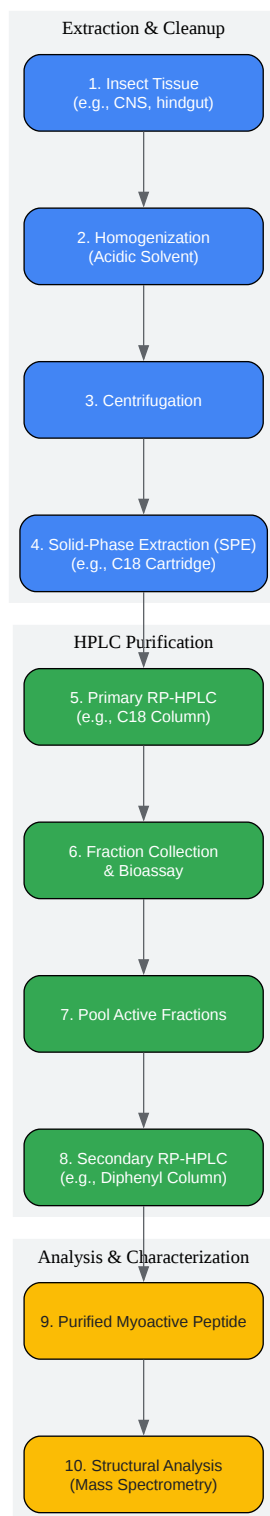 Extraction & Cleanup
1. Insect Tissue
(e.g., CNS, hindgut)
2. Homogenization
(Acidic Solvent)
3. Centrifugation
4. Solid-Phase Extraction (SPE)
(e.g., C18 Cartridge)
HPLC Purification
5. Primary RP-HPLC
(e.g., C18 Column)
6. Fraction Collection
& Bioassay
7. Pool Active Fractions
8. Secondary RP-HPLC
(e.g., Diphenyl Column)
Analysis & Characterization
9. Purified Myoactive Peptide
10. Structural Analysis
(Mass Spectrometry)